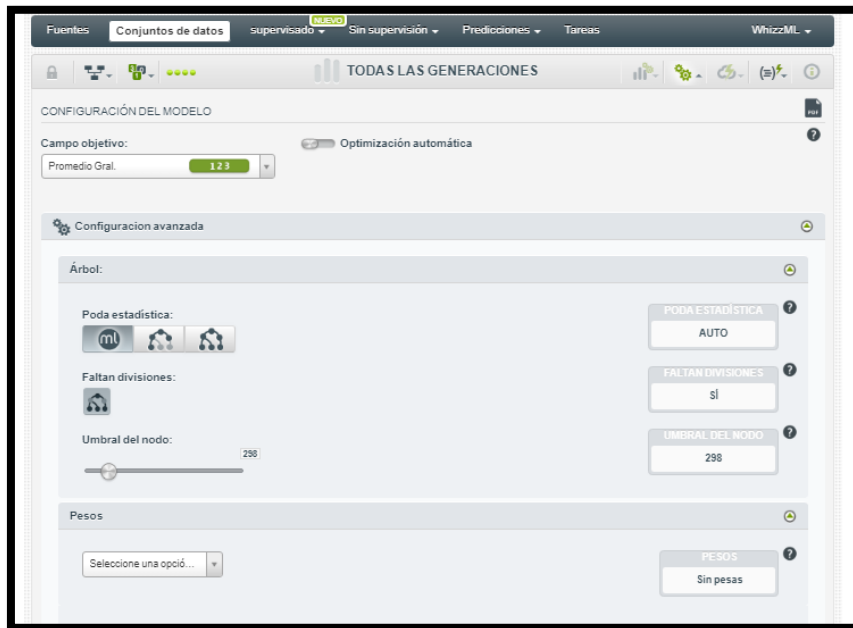 NUEVO
Fuentes Conjuntos de datos supervisado Sin supervisión Predicciones Tareas WhizzML
TODAS LAS GENERACIONES
CONFIGURACIÓN DEL MODELO
PDF
Campo objetivo: Optimización automática
Promedio Gral. 123
Configuracion avanzada
Árbol:
Poda estadística: PODA ESTADÍSTICA
ml AUTO
Faltan divisiones: FALTAN DIVISIONES
SÍ
Umbral del nodo: UMBRAL DEL NODO
298 298
Pesos
Seleccione una opció... PESOS
Sin pesas